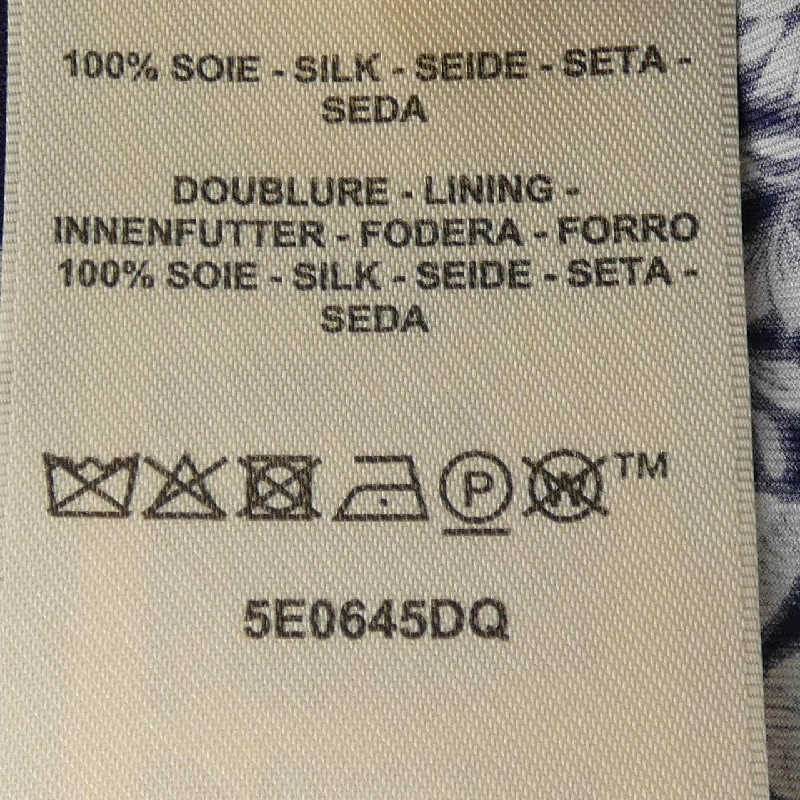 100% SOIE - SILK - SEIDE - SETA -
SEDA
DOUBLURE - LINING -
INNENFUTTER - FODERA - FORRO
100% SOIE - SILK - SEIDE - SETA -
SEDA
P W TM
5E0645DQ